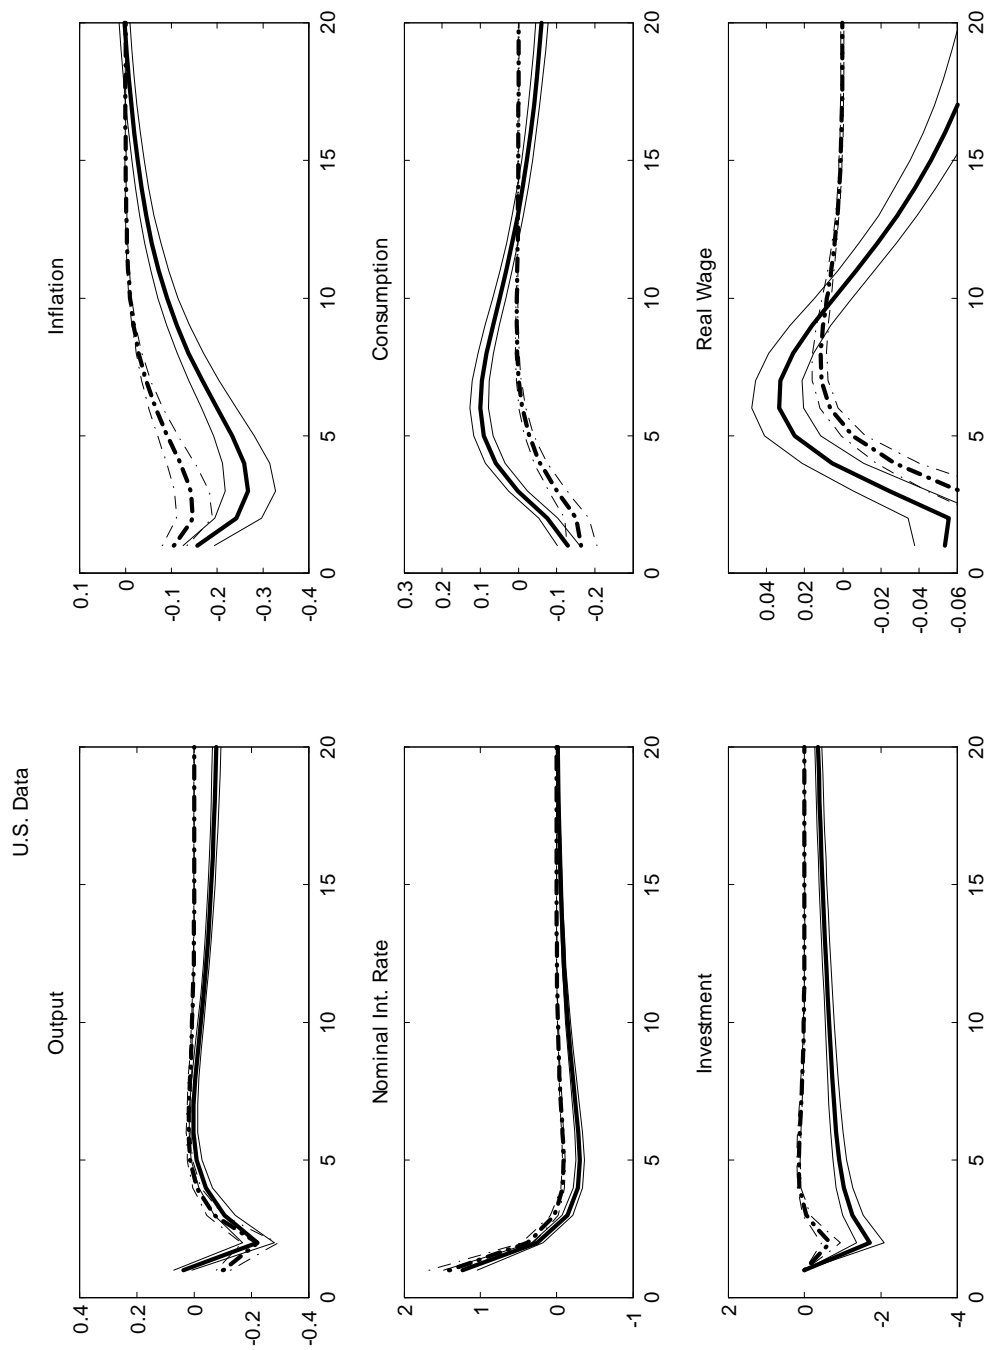 U.S. Data
Output
0.4
0.2
0
-0.2
-0.4
0 5 10 15 20
Inflation
0.1
0
-0.1
-0.2
-0.3
-0.4
0 5 10 15 20
Nominal Int. Rate
2
1
0
-1
0 5 10 15 20
Consumption
0.3
0.2
0.1
0
-0.1
-0.2
0 5 10 15 20
Investment
2
0
-2
-4
0 5 10 15 20
Real Wage
0.04
0.02
0
-0.02
-0.04
-0.06
0 5 10 15 20